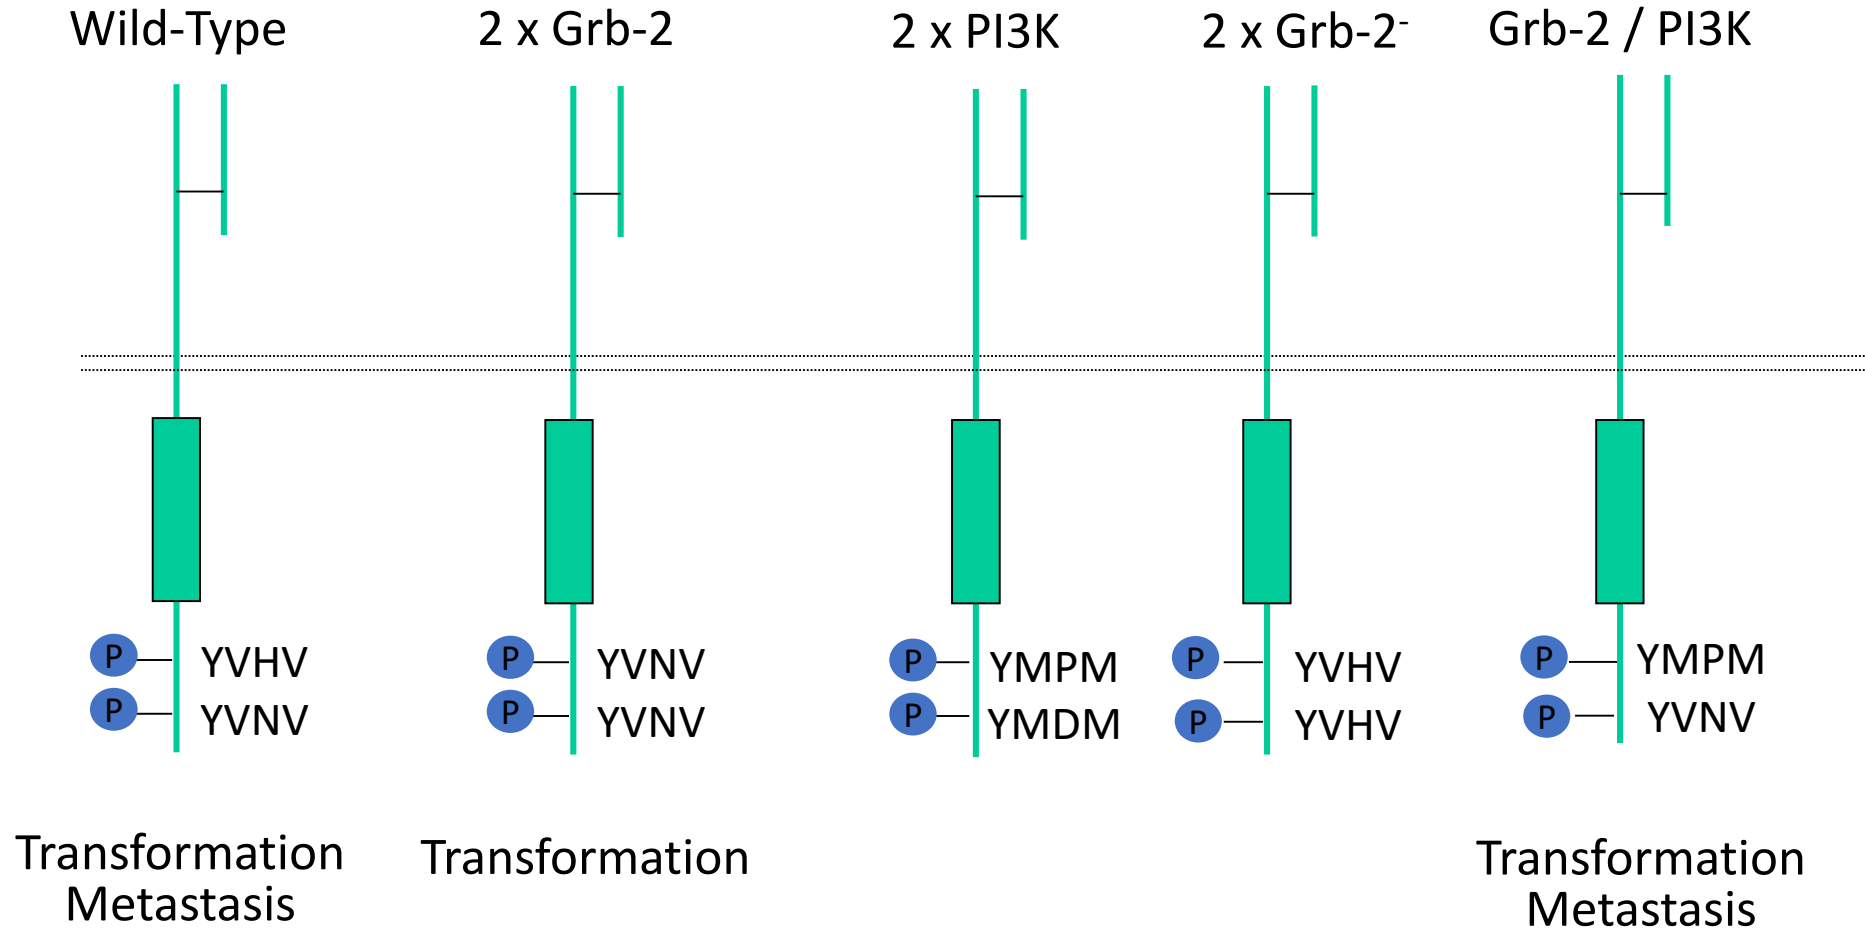 Wild-Type
2 x Grb-2
2 x PI3K
2 x Grb-2⁻
Grb-2 / PI3K
P YVHV
P YVNV
P YVNV
P YVNV
P YMPM
P YMDM
P YVHV
P YVHV
P YMPM
P YVNV
Transformation
Metastasis
Transformation
Transformation
Metastasis